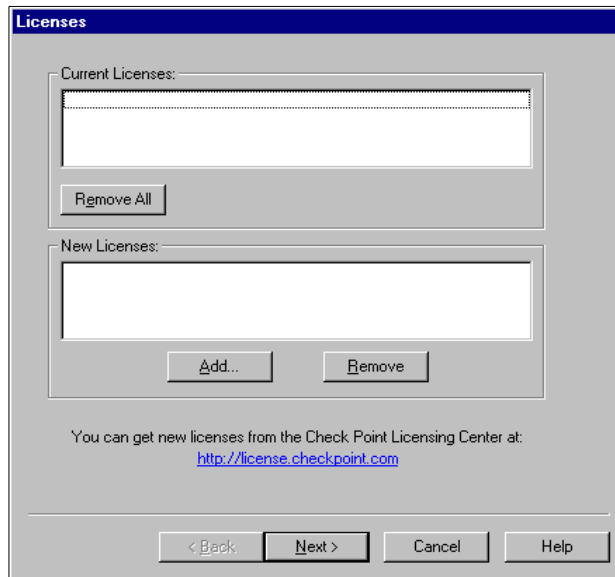 Licenses
Current Licenses:
Remove All
New Licenses:
Add...
Remove
You can get new licenses from the Check Point Licensing Center at:
http://license.checkpoint.com
< Back
Next >
Cancel
Help